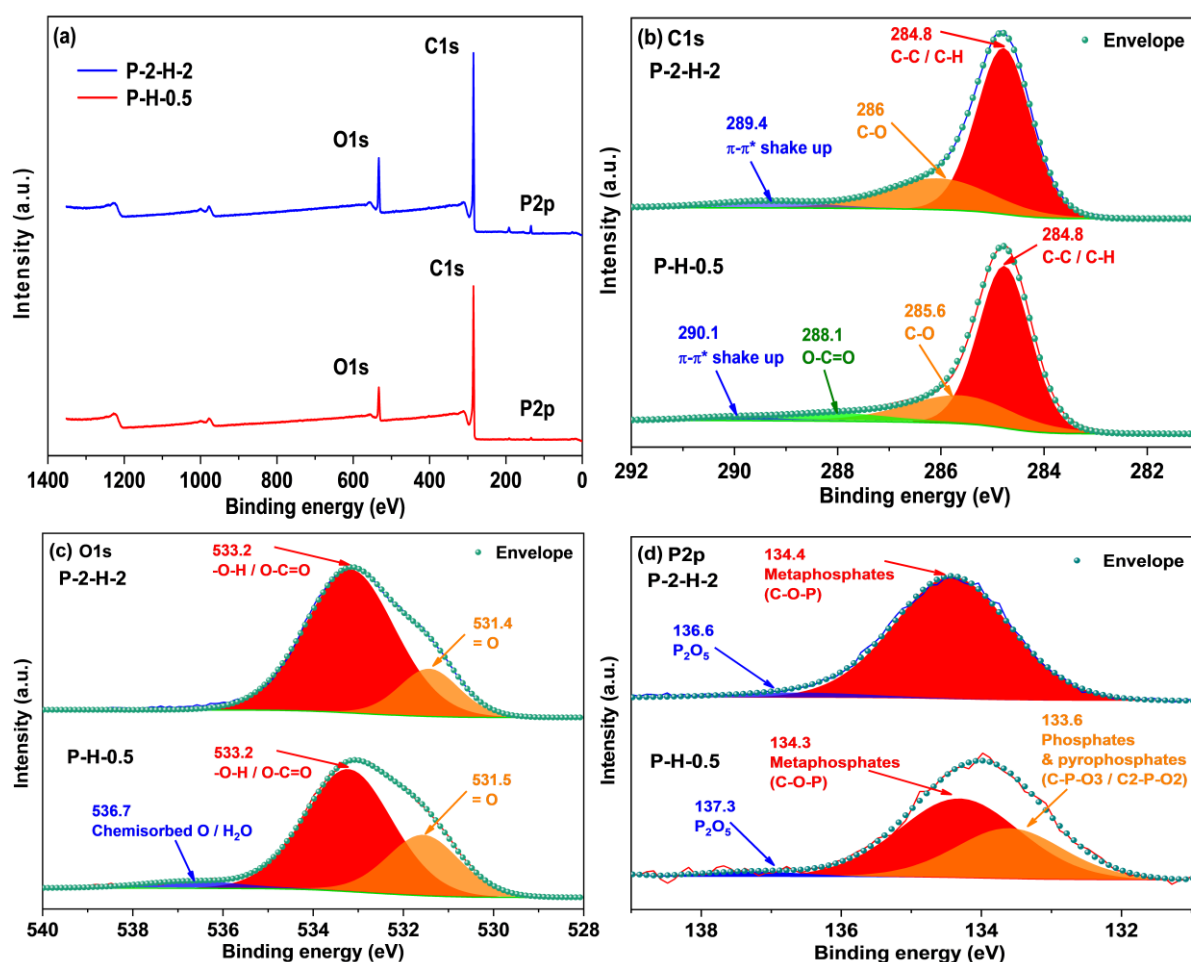 (a)
P-2-H-2
P-H-0.5
C1s
O1s
P2p
C1s
O1s
P2p
Intensity (a.u.)
1400 1200 1000 800 600 400 200 0
Binding energy (eV)
(b) C1s
P-2-H-2
284.8
C-C / C-H
Envelope
286
C-O
289.4
π-π* shake up
284.8
C-C / C-H
P-H-0.5
285.6
C-O
290.1
π-π* shake up
288.1
O-C=O
Intensity (a.u.)
292 290 288 286 284 282
Binding energy (eV)
(c) O1s
P-2-H-2
533.2
-O-H / O-C=O
Envelope
531.4
= O
P-H-0.5
533.2
-O-H / O-C=O
531.5
= O
536.7
Chemisorbed O / H₂O
Intensity (a.u.)
540 538 536 534 532 530 528
Binding energy (eV)
(d) P2p
P-2-H-2
134.4
Metaphosphates
(C-O-P)
Envelope
136.6
P₂O₅
P-H-0.5
134.3
Metaphosphates
(C-O-P)
133.6
Phosphates
& pyrophosphates
(C-P-O3 / C2-P-O2)
137.3
P₂O₅
Intensity (a.u.)
138 136 134 132
Binding energy (eV)